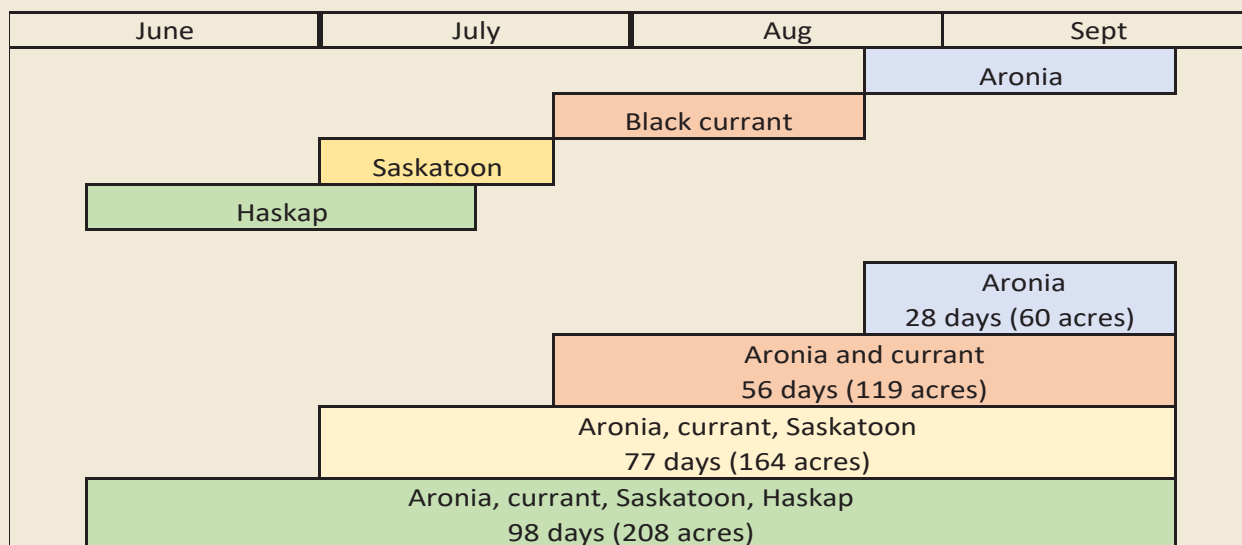 June July Aug Sept
Aronia
Black currant
Saskatoon
Haskap
Aronia
28 days (60 acres)
Aronia and currant
56 days (119 acres)
Aronia, currant, Saskatoon
77 days (164 acres)
Aronia, currant, Saskatoon, Haskap
98 days (208 acres)